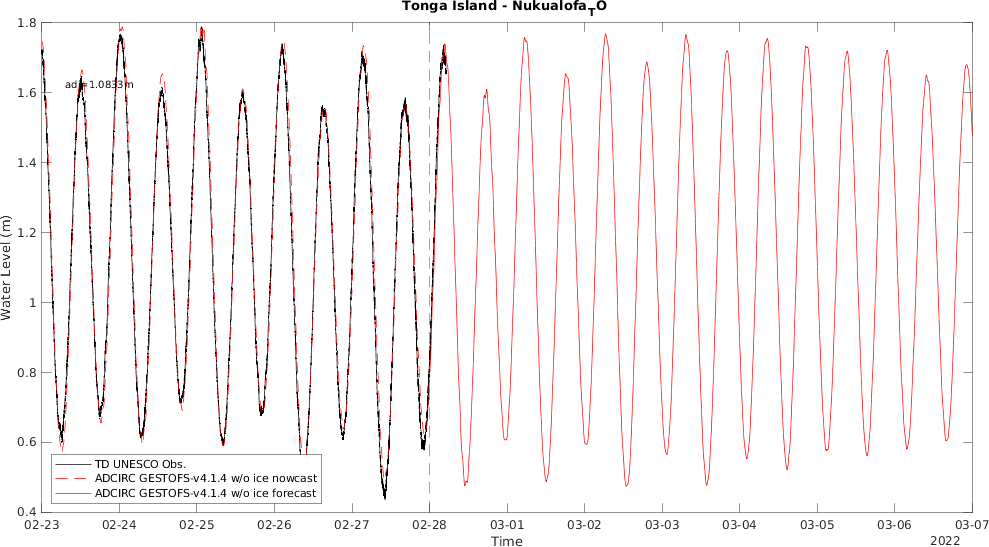 Tonga Island - Nukualofa_TO
1.8
adj=1.0833m
1.6
1.4
1.2
Water Level (m)
1
0.8
0.6
TD UNESCO Obs.
ADCIRC GESTOFS-v4.1.4 w/o ice nowcast
ADCIRC GESTOFS-v4.1.4 w/o ice forecast
0.4
02-23 02-24 02-25 02-26 02-27 02-28 03-01 03-02 03-03 03-04 03-05 03-06 03-07
Time
2022